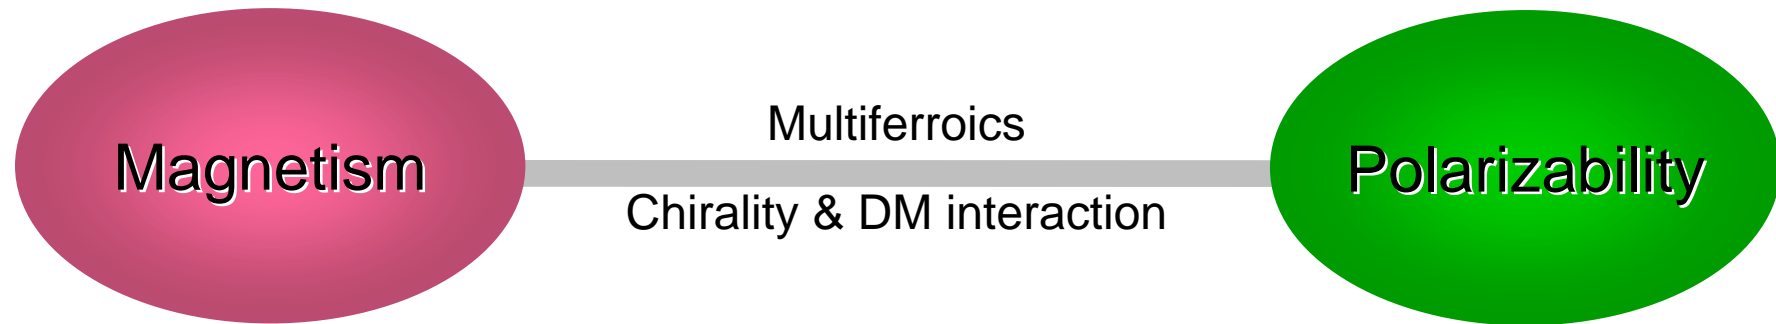 Magnetism
Multiferroics
Chirality & DM interaction
Polarizability